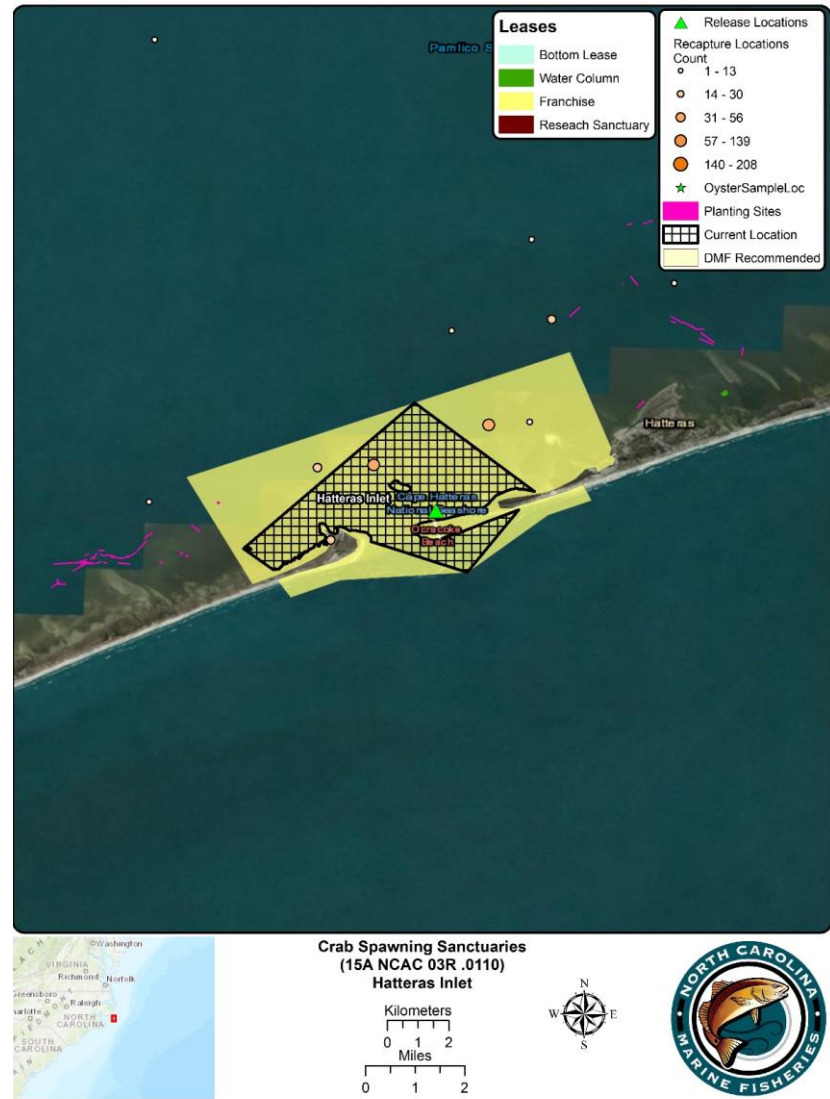 Pamlico S
Leases
Bottom Lease
Water Column
Franchise
Reseach Sanctuary
Release Locations
Recapture Locations
Count
1 - 13
14 - 30
31 - 56
57 - 139
140 - 208
OysterSampleLoc
Planting Sites
Current Location
DMF Recommended
Hatteras
Hatteras Inlet
Cape Hatteras
National Seashore
Ocracoke
Beach
Washington
VIRGINIA
Richmond
Norfolk
Greensboro
Raleigh
harlotte
NORTH
CAROLINA
SOUTH
CAROLINA
Crab Spawning Sanctuaries
(15A NCAC 03R .0110)
Hatteras Inlet
Kilometers
0 1 2
Miles
0 1 2
N
W E
S
NORTH CAROLINA
MARINE FISHERIES